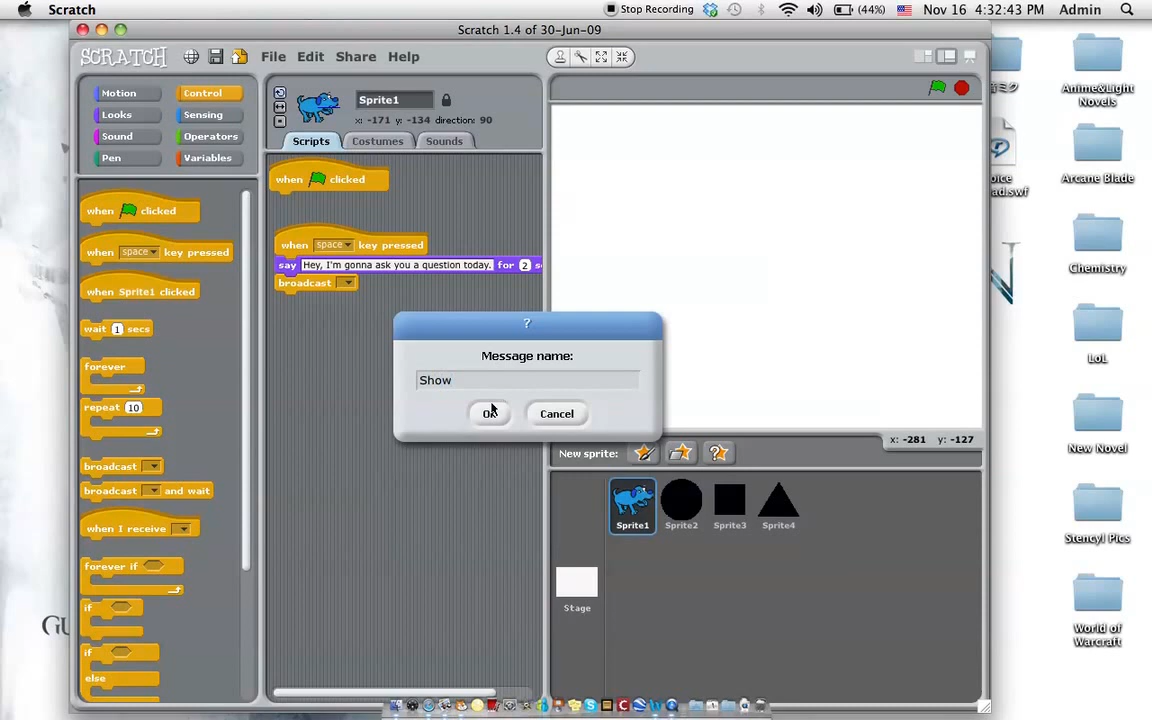 Scratch
Stop Recording
(44%)
Nov 16 4:32:43 PM
Admin
Scratch 1.4 of 30-Jun-09
SCRATCH
File Edit Share Help
Motion Control
Looks Sensing
Sound Operators
Pen Variables
Sprite1
x: -171 y: -134 direction: 90
Scripts Costumes Sounds
when clicked
when space key pressed
when Sprite1 clicked
wait 1 secs
forever
repeat 10
broadcast
broadcast and wait
when I receive
forever if
if
if
else
when clicked
when space key pressed
say Hey, I'm gonna ask you a question today. for 2 s
broadcast
?
Message name:
Show
OK Cancel
x: -281 y: -127
New sprite:
Sprite1 Sprite2 Sprite3 Sprite4
Stage
Anime&Light
Novels
Arcane Blade
Chemistry
LoL
New Novel
Stencyl Pics
World of
Warcraft
ad.swf